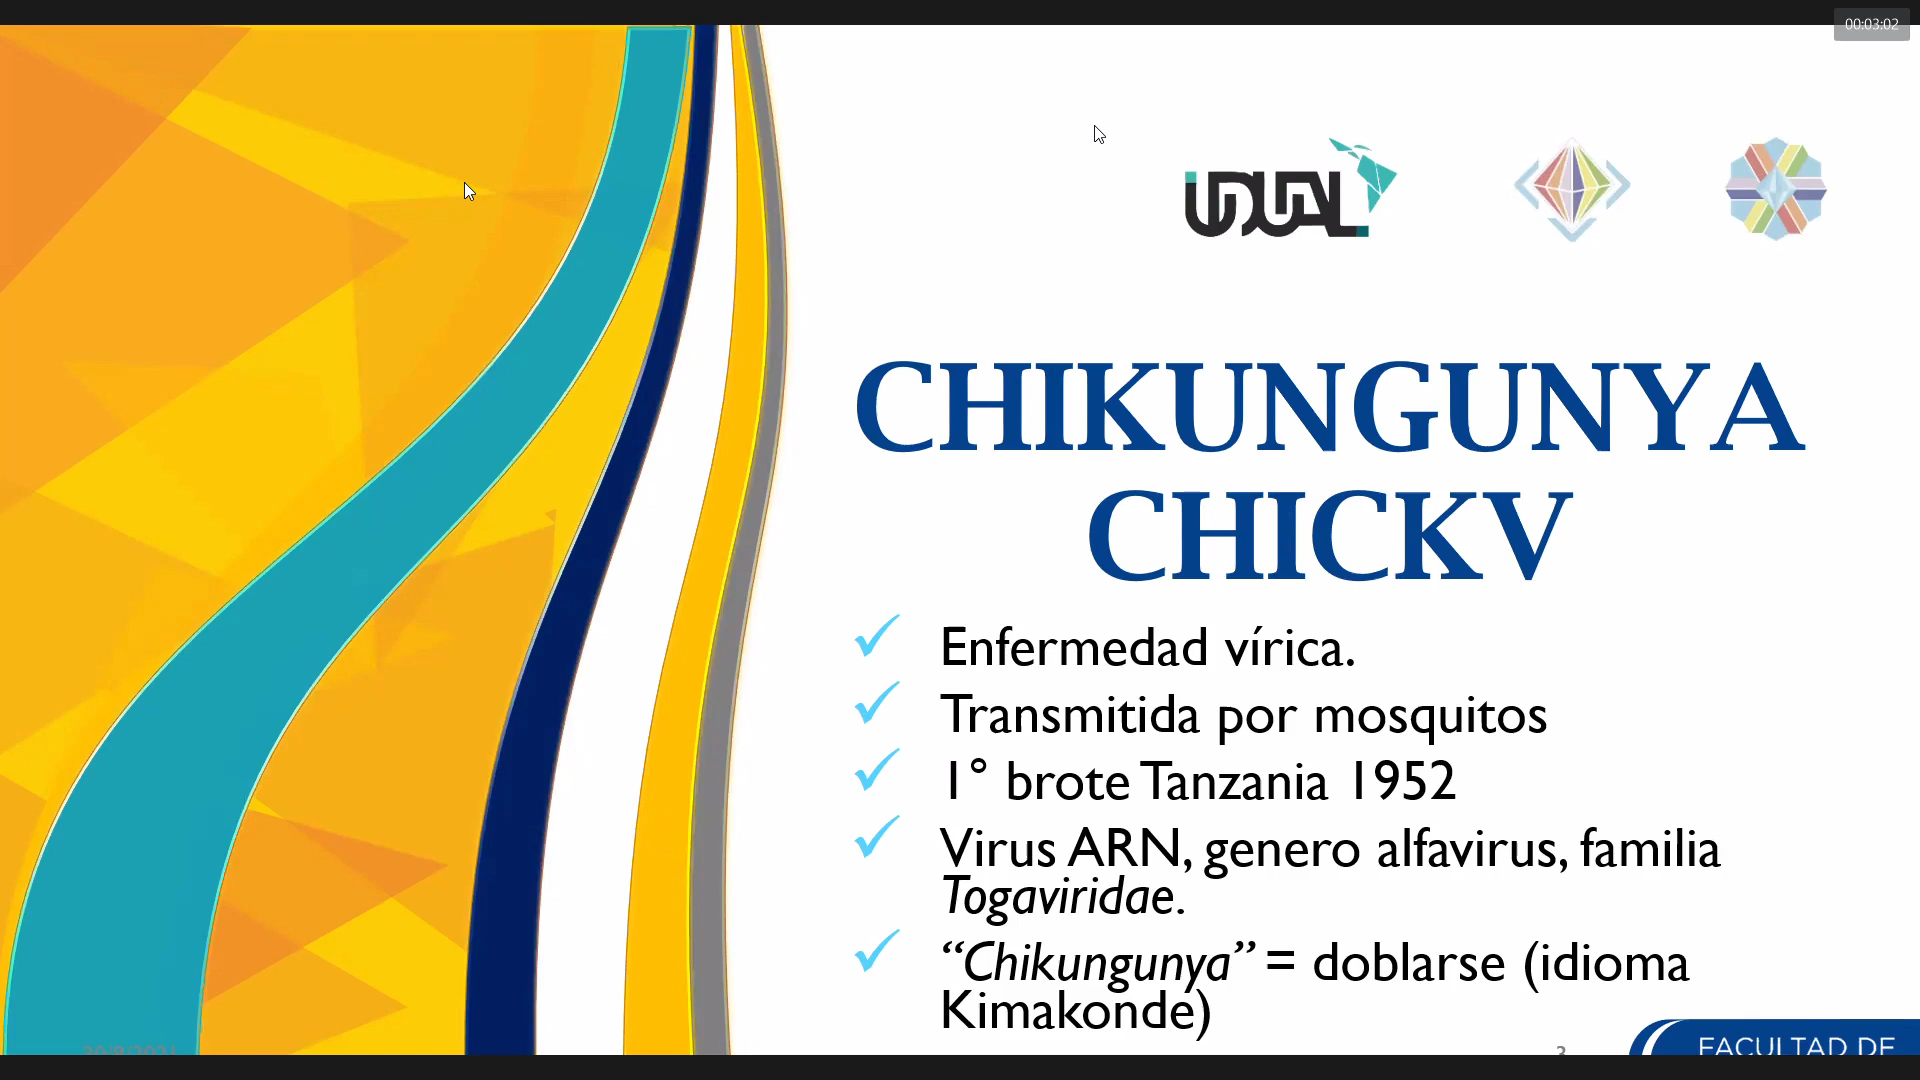 00:03:02
UDUAL
CHIKUNGUNYA
CHICKV
Enfermedad vírica.
Transmitida por mosquitos
1° brote Tanzania 1952
Virus ARN, genero alfavirus, familia
Togaviridae.
“Chikungunya” = doblarse (idioma
Kimakonde)
3
FACULTAD DE